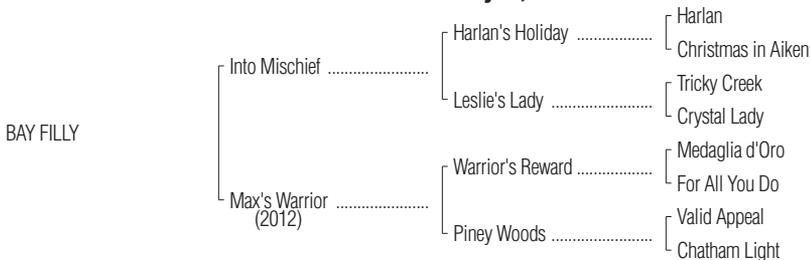 Harlan
Harlan's Holiday ..................
Christmas in Aiken
Into Mischief ........................
Tricky Creek
Leslie's Lady ........................
Crystal Lady
BAY FILLY
Medaglia d'Oro
Warrior's Reward ..................
For All You Do
Max's Warrior ......................
(2012)
Valid Appeal
Piney Woods ........................
Chatham Light